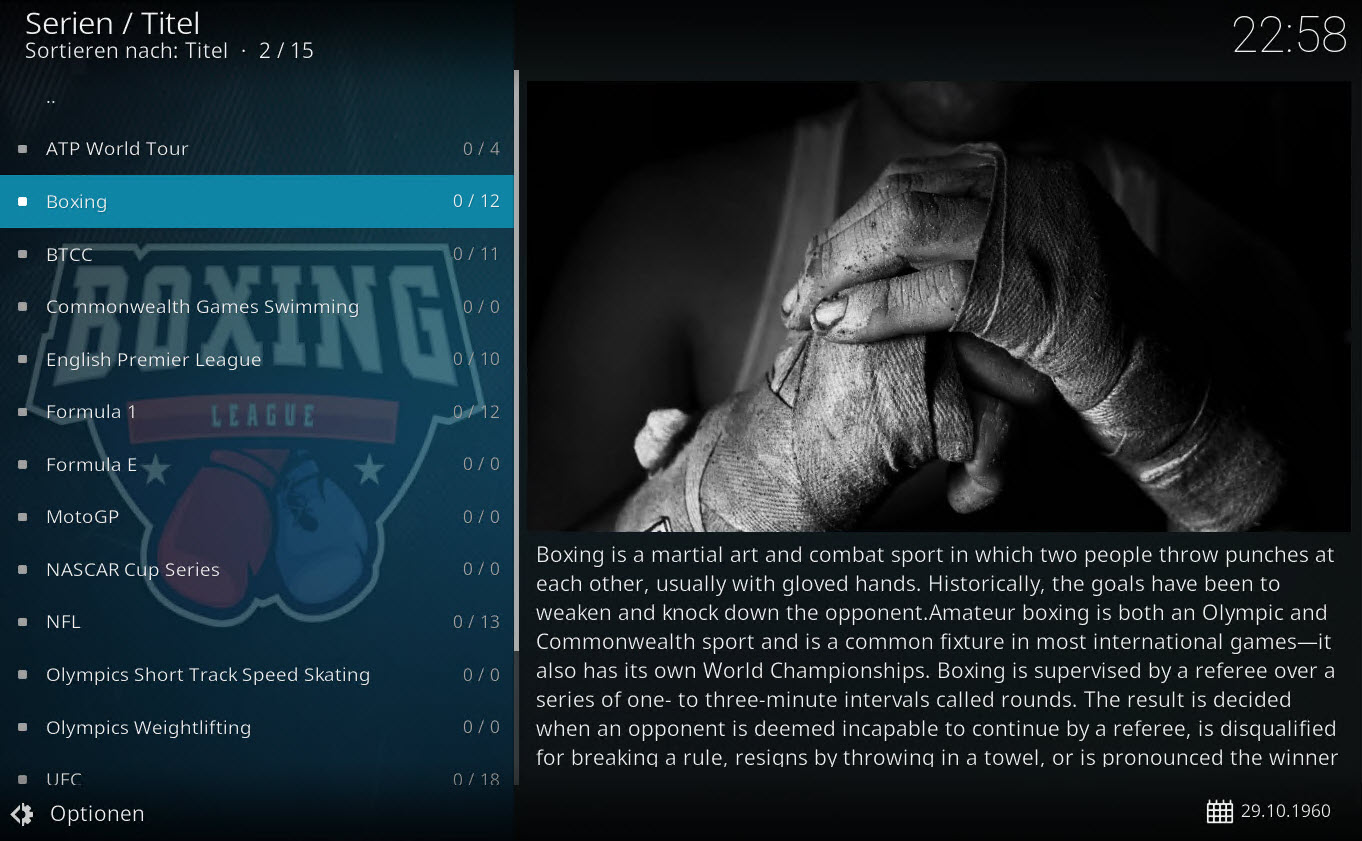 Serien / Titel
Sortieren nach: Titel · 2 / 15
22:58
..
ATP World Tour 0 / 4
Boxing 0 / 12
BTCC 0 / 11
Commonwealth Games Swimming 0 / 0
English Premier League 0 / 10
Formula 1 0 / 12
Formula E 0 / 0
MotoGP 0 / 0
NASCAR Cup Series 0 / 0
NFL 0 / 13
Olympics Short Track Speed Skating 0 / 0
Olympics Weightlifting 0 / 0
UFC 0 / 18
BOXING
LEAGUE
Optionen
Boxing is a martial art and combat sport in which two people throw punches at
each other, usually with gloved hands. Historically, the goals have been to
weaken and knock down the opponent.Amateur boxing is both an Olympic and
Commonwealth sport and is a common fixture in most international games—it
also has its own World Championships. Boxing is supervised by a referee over a
series of one- to three-minute intervals called rounds. The result is decided
when an opponent is deemed incapable to continue by a referee, is disqualified
for breaking a rule, resigns by throwing in a towel, or is pronounced the winner
29.10.1960